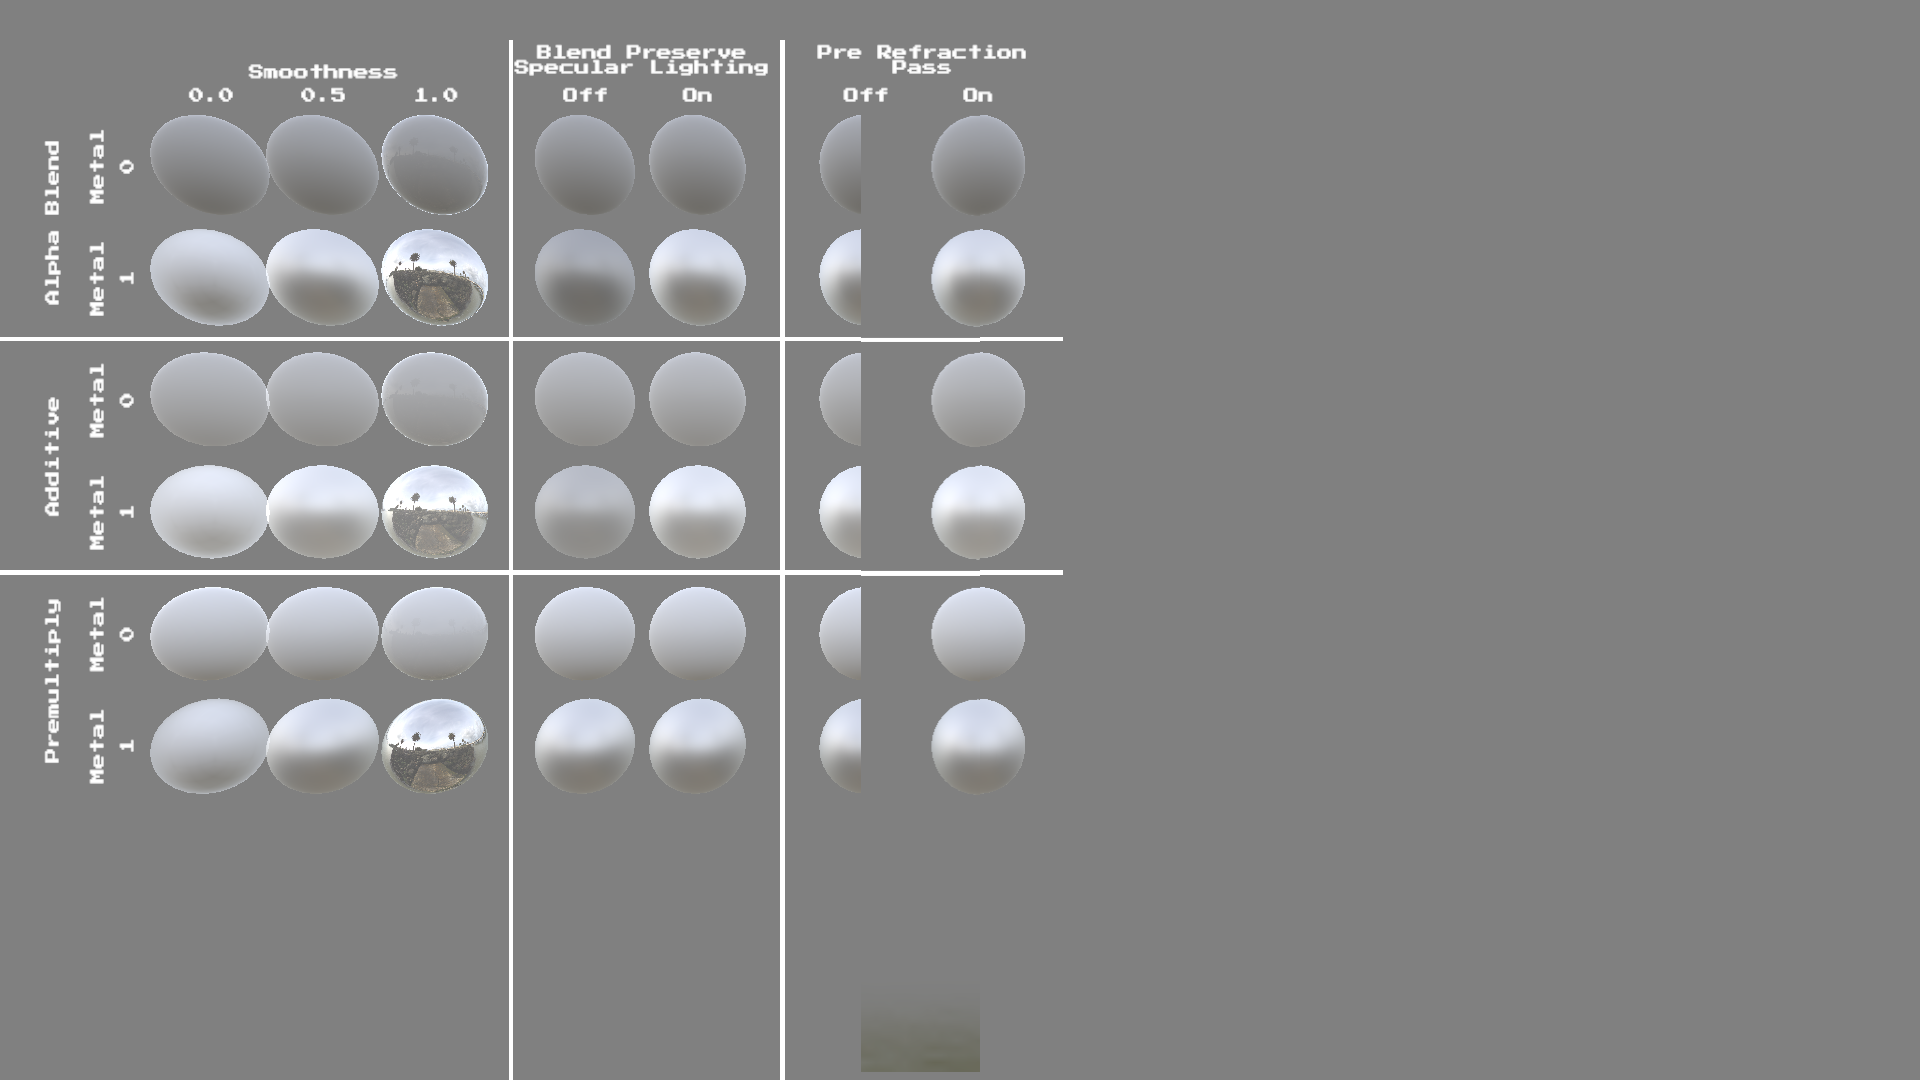 Smoothness
0.0 0.5 1.0
Blend Preserve
Specular Lighting
Off On
Pre Refraction
Pass
Off On
Alpha Blend
Metal
0
Metal
1
Additive
Metal
0
Metal
1
Premultiply
Metal
0
Metal
1